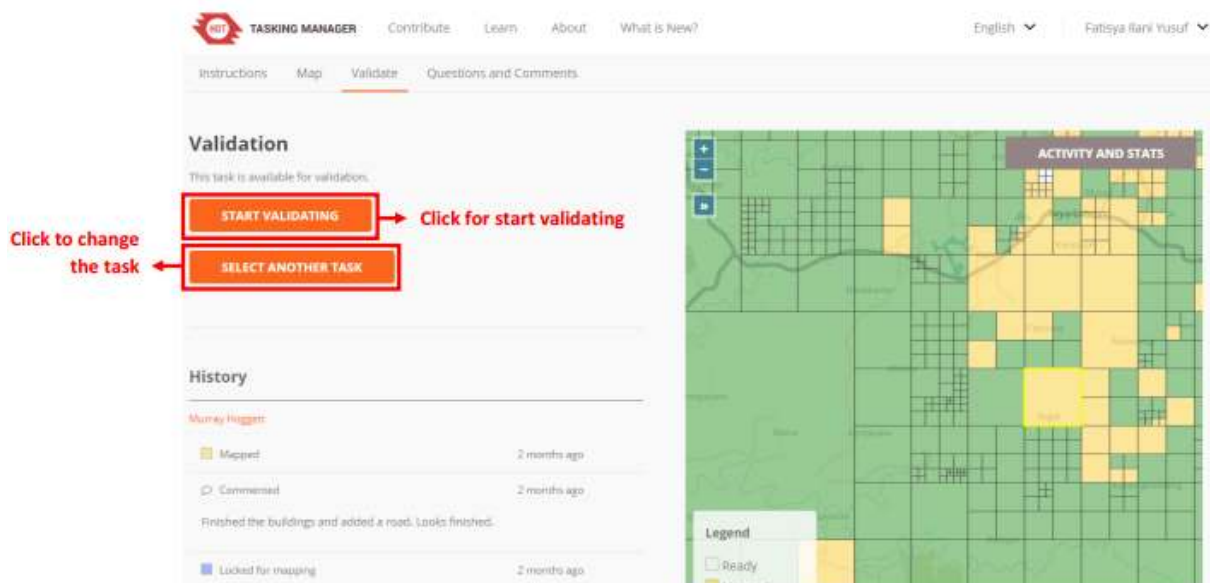 HOT TASKING MANAGER Contribute Learn About What is New? English Fatisya Rani Yusuf
Instructions Map Validate Questions and Comments
Validation
This task is available for validation.
START VALIDATING
Click for start validating
Click to change
the task
SELECT ANOTHER TASK
History
Murray Hoggett
Mapped 2 months ago
Commented 2 months ago
Finished the buildings and added a road. Looks finished.
Locked for mapping 2 months ago
+
ACTIVITY AND STATS
-
»
Legend
Ready